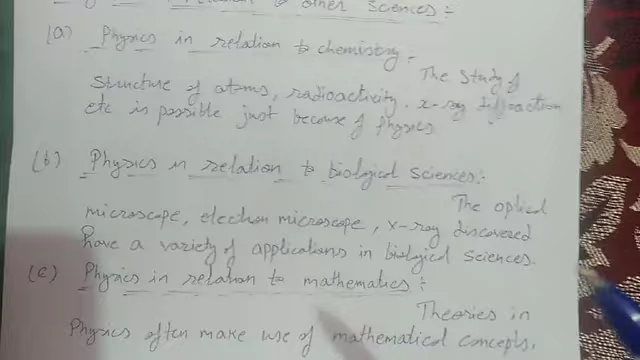 relation to other Sciences:-
(a) Physics in relation to chemistry:-
The Study of
structure of atoms, radioactivity, x-ray diffraction
etc is possible just because of physics
(b) Physics in relation to biological sciences:-
The optical
microscope, electron microscope, x-ray discovered
have a variety of applications in biological sciences.
(c) Physics in relation to mathematics:-
Theories in
Physics often make use of mathematical concepts.